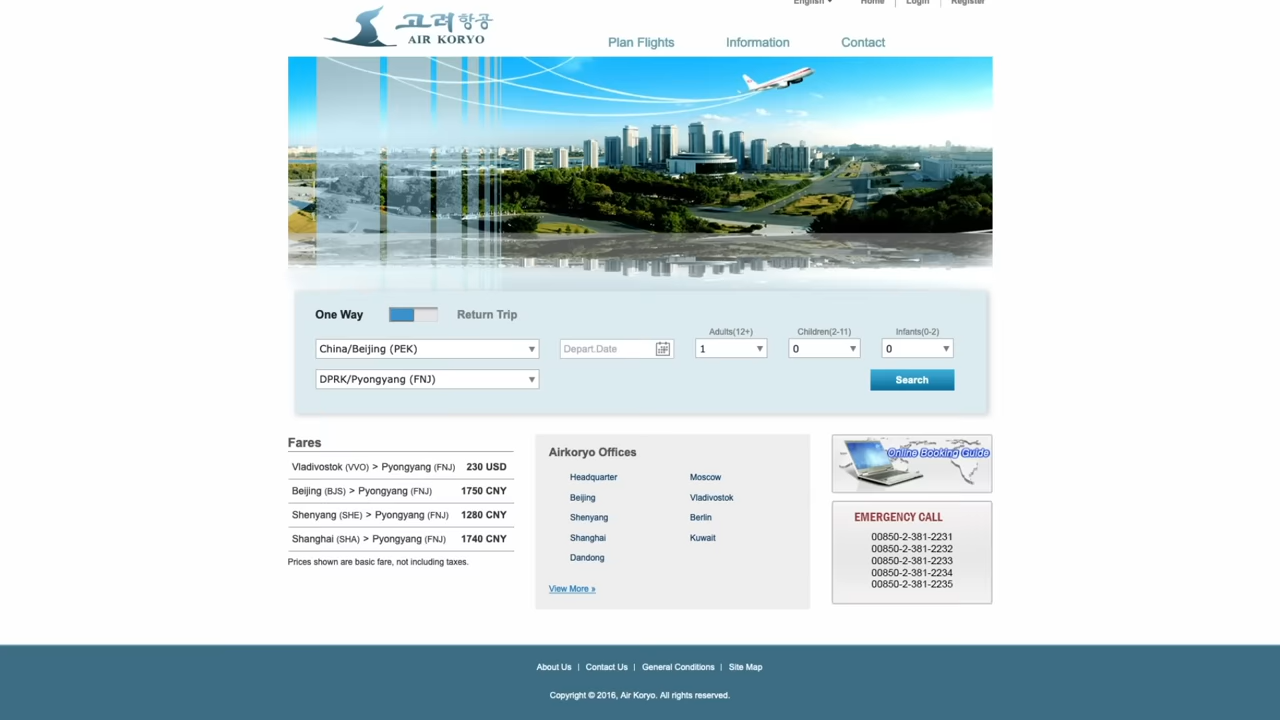 English
Home
Login
Register
고려항공
AIR KORYO
Plan Flights
Information
Contact
One Way
Return Trip
Adults(12+)
Children(2-11)
Infants(0-2)
China/Beijing (PEK)
Depart.Date
1
0
0
DPRK/Pyongyang (FNJ)
Search
Fares
Vladivostok (VVO) > Pyongyang (FNJ) 230 USD
Beijing (BJS) > Pyongyang (FNJ) 1750 CNY
Shenyang (SHE) > Pyongyang (FNJ) 1280 CNY
Shanghai (SHA) > Pyongyang (FNJ) 1740 CNY
Prices shown are basic fare, not including taxes.
Airkoryo Offices
Headquarter
Beijing
Shenyang
Shanghai
Dandong
Moscow
Vladivostok
Berlin
Kuwait
View More »
Online Booking Guide
EMERGENCY CALL
00850-2-381-2231
00850-2-381-2232
00850-2-381-2233
00850-2-381-2234
00850-2-381-2235
About Us | Contact Us | General Conditions | Site Map
Copyright © 2016, Air Koryo. All rights reserved.